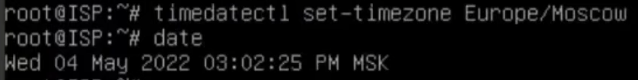 root@ISP:~# timedatectl set-timezone Europe/Moscow
root@ISP:~# date
Wed 04 May 2022 03:02:25 PM MSK